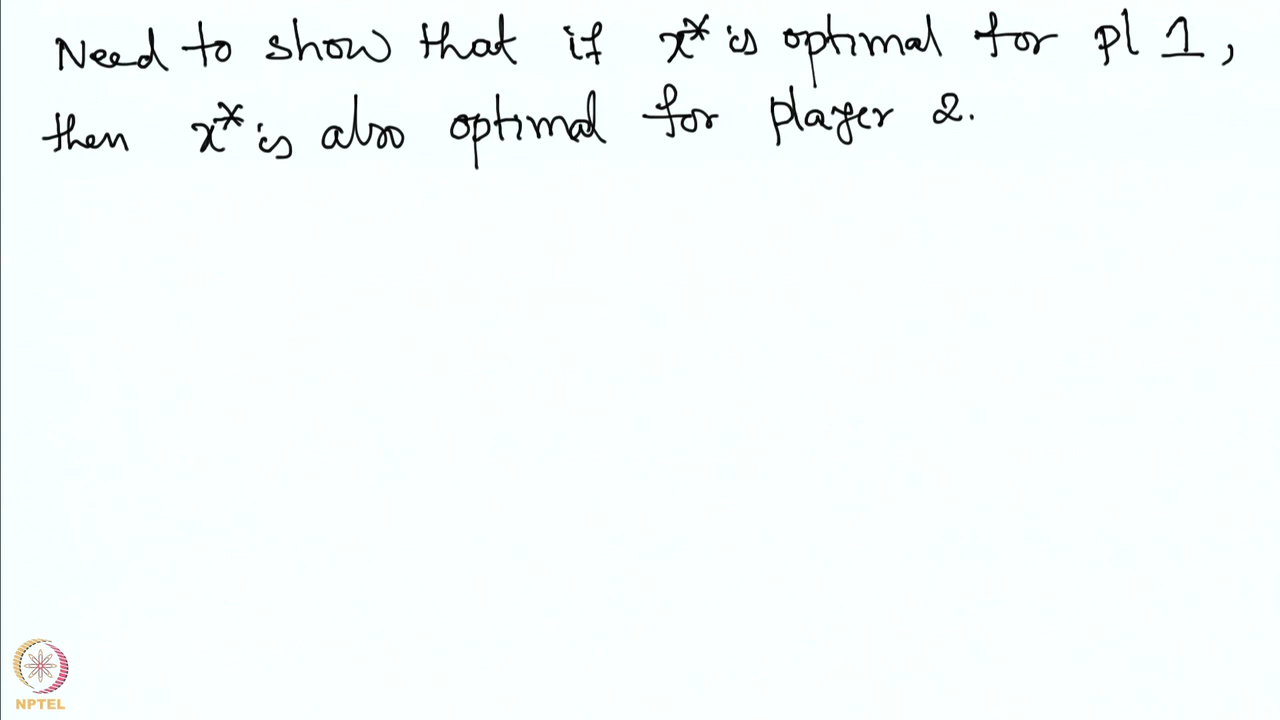 Need to show that if x* is optimal for pl 1,
then x* is also optimal for player 2.
NPTEL